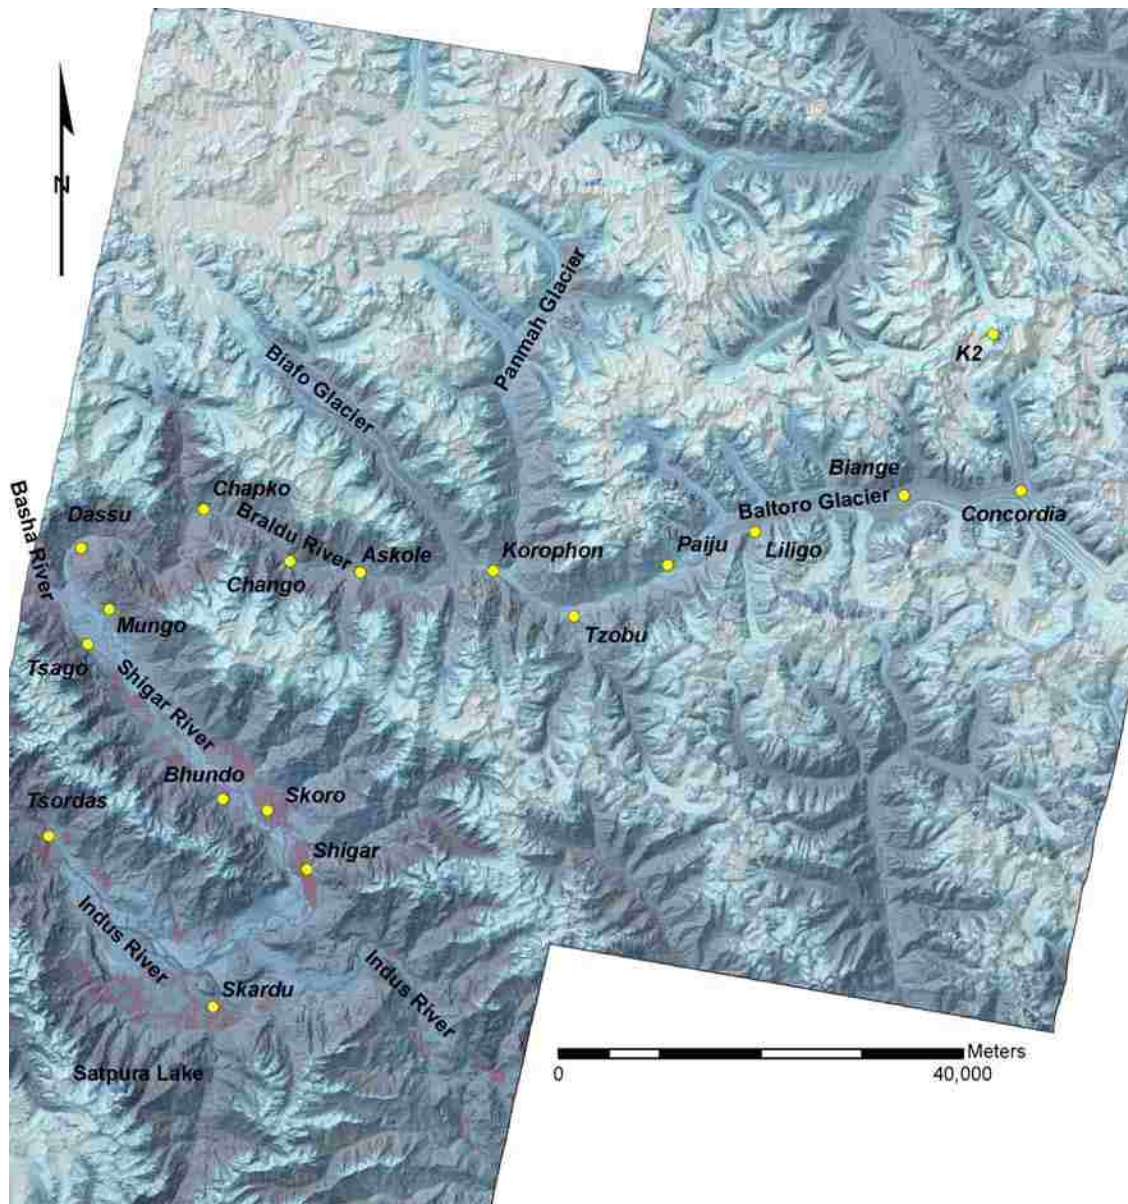 N
Panmah Glacier
Biafo Glacier
K2
Biange
Baltoro Glacier
Concordia
Basha River
Chapko
Dassu
Braldu River
Askole
Korophon
Paiju
Liligo
Chango
Mungo
Tzobu
Tsago
Shigar River
Bhundo
Skoro
Tsordas
Shigar
Indus River
Indus River
Skardu
Satpura Lake
Meters
0
40,000